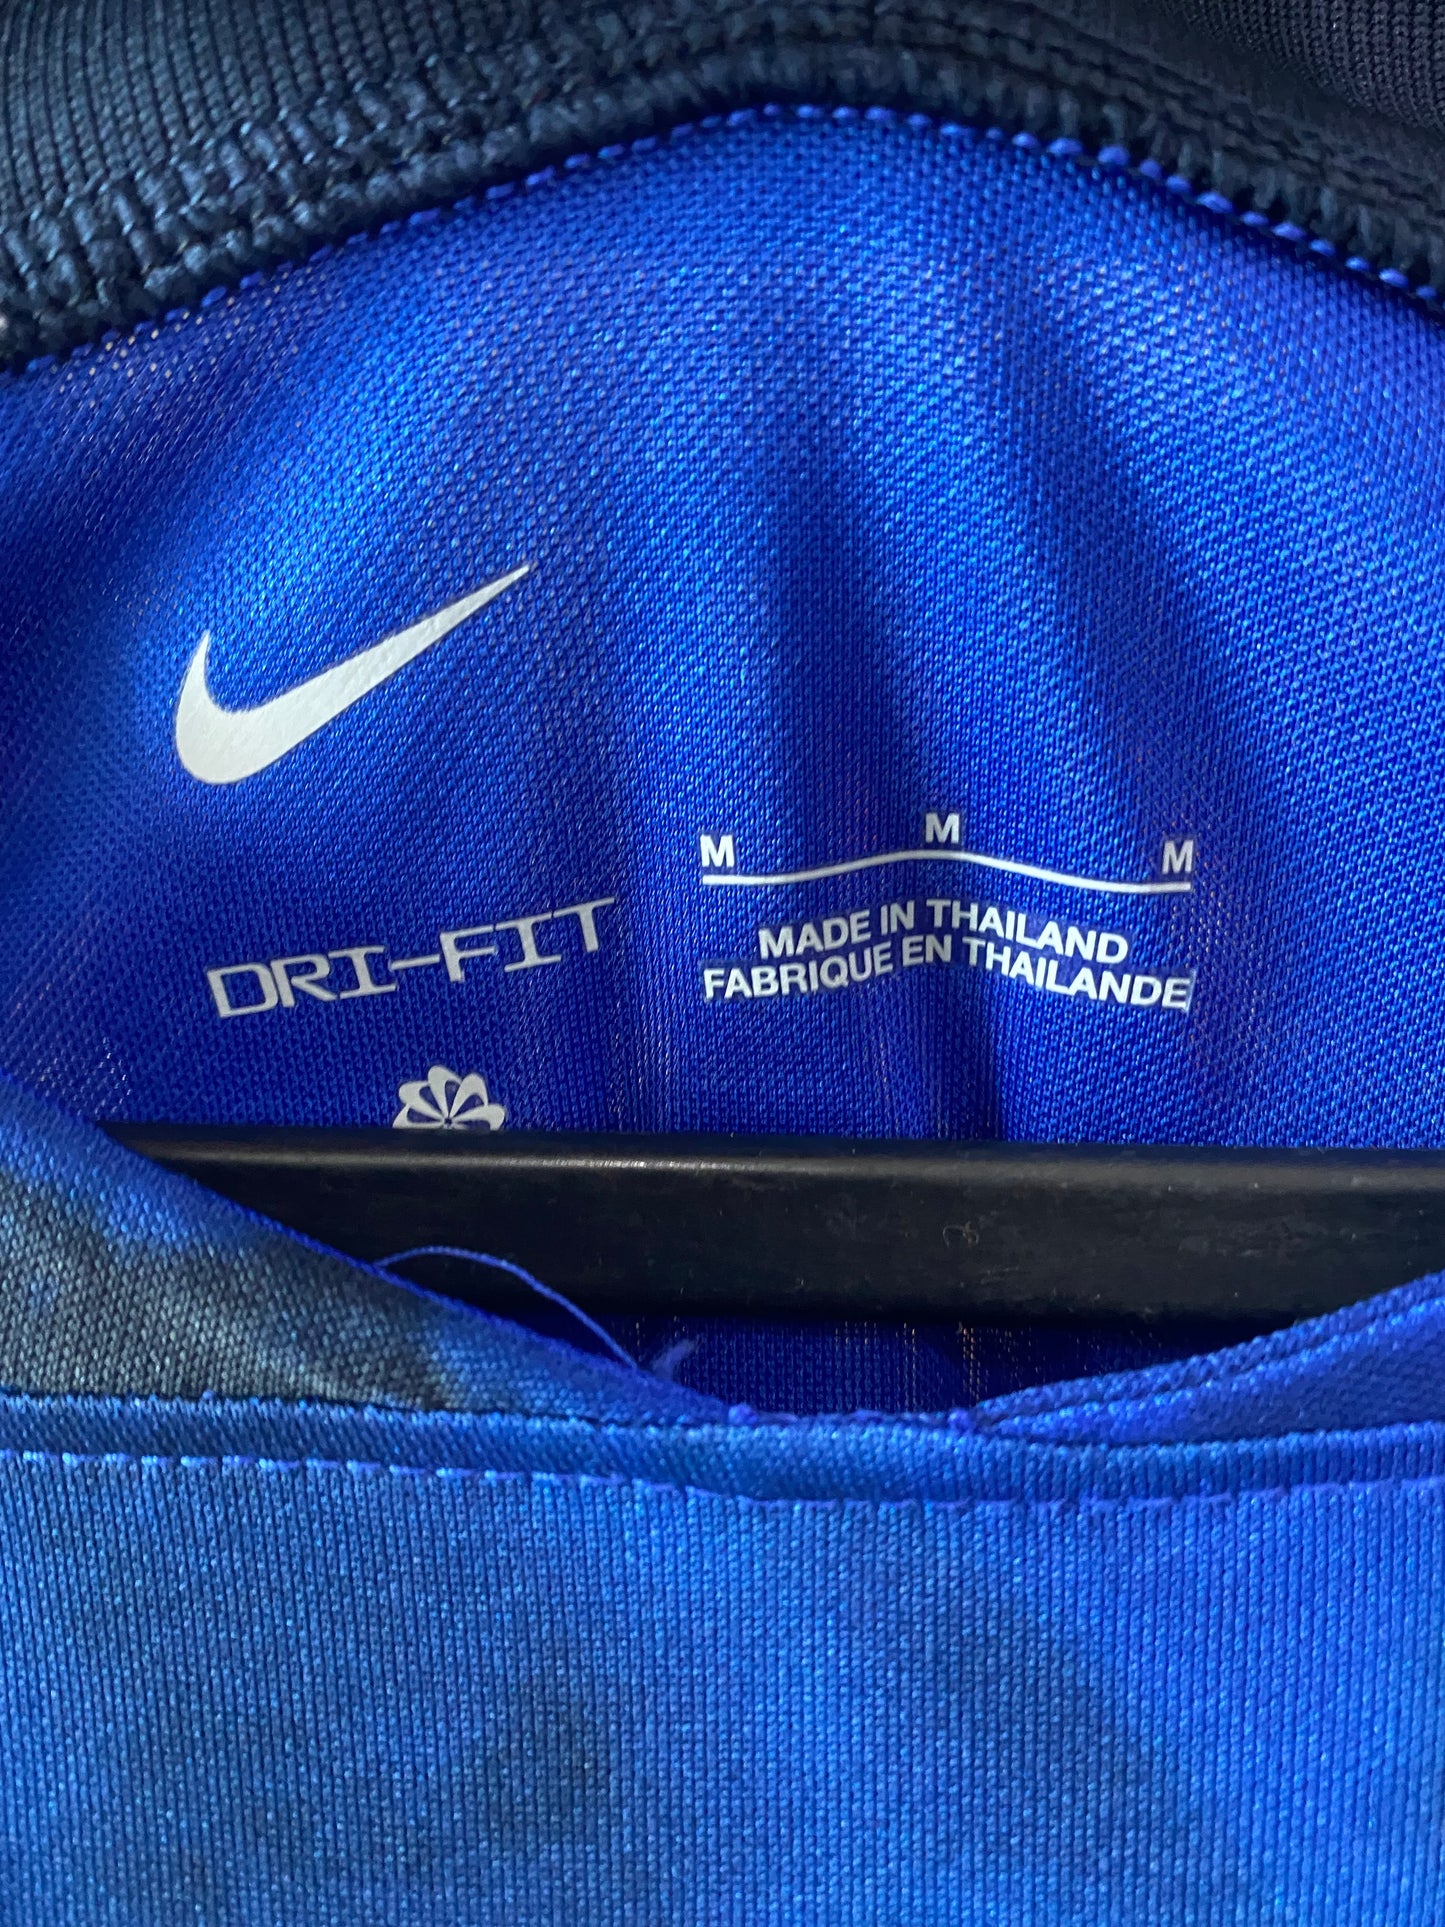 M M M
DRI-FIT
MADE IN THAILAND
FABRIQUE EN THAILANDE